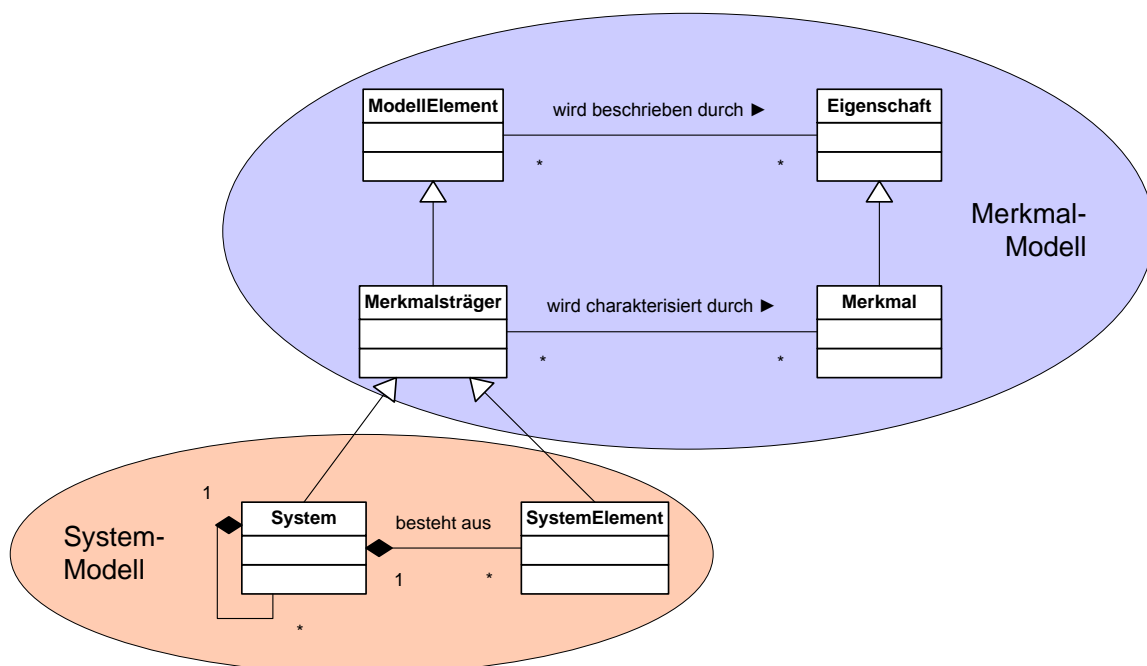 ModellElement
wird beschrieben durch ►
Eigenschaft
*
*
Merkmal-
Modell
Merkmalsträger
wird charakterisiert durch ►
Merkmal
*
*
1
System
besteht aus
SystemElement
System-
Modell
1
*
*